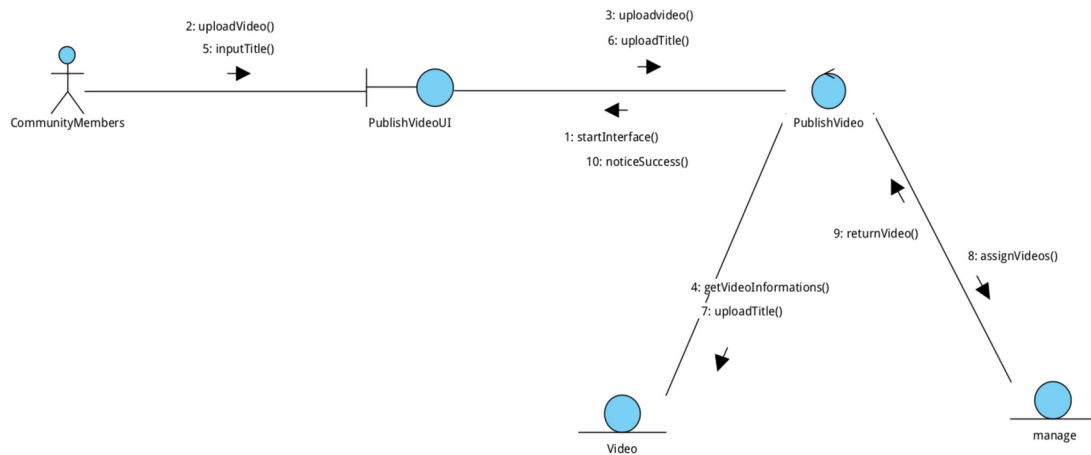 3: uploadvideo()
2: uploadVideo()
6: uploadTitle()
5: inputTitle()
CommunityMembers
PublishVideoUI
PublishVideo
1: startInterface()
10: noticeSuccess()
9: returnVideo()
8: assignVideos()
4: getVideoInformations()
7: uploadTitle()
Video
manage